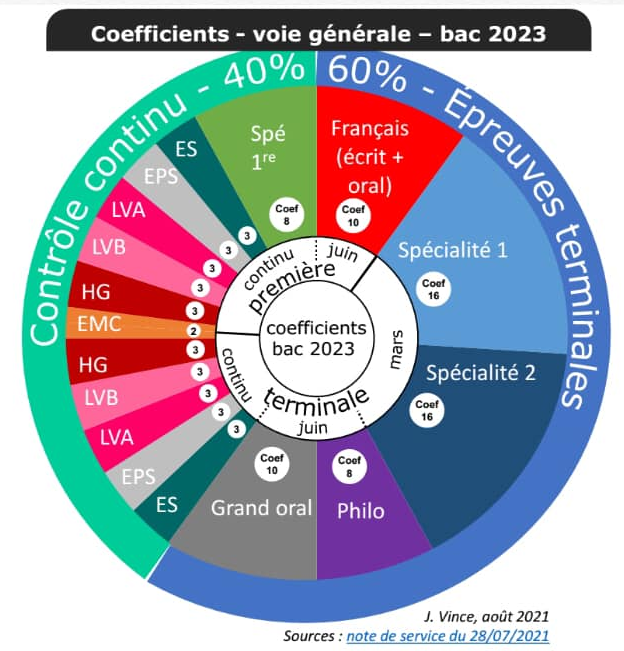 Coefficients - voie générale – bac 2023
Contrôle continu - 40%
60% - Épreuves terminales
Français
(écrit +
oral)
Coef
10
Spécialité 1
Coef
16
Spécialité 2
Coef
16
Philo
Coef
8
Grand oral
Coef
10
ES
3
EPS
3
LVA
3
LVB
3
HG
3
EMC
2
HG
3
LVB
3
LVA
3
EPS
3
ES
3
Spé
1re
Coef
8
continu
juin
première
mars
coefficients
bac 2023
continu
terminale
juin
J. Vince, août 2021
Sources : note de service du 28/07/2021